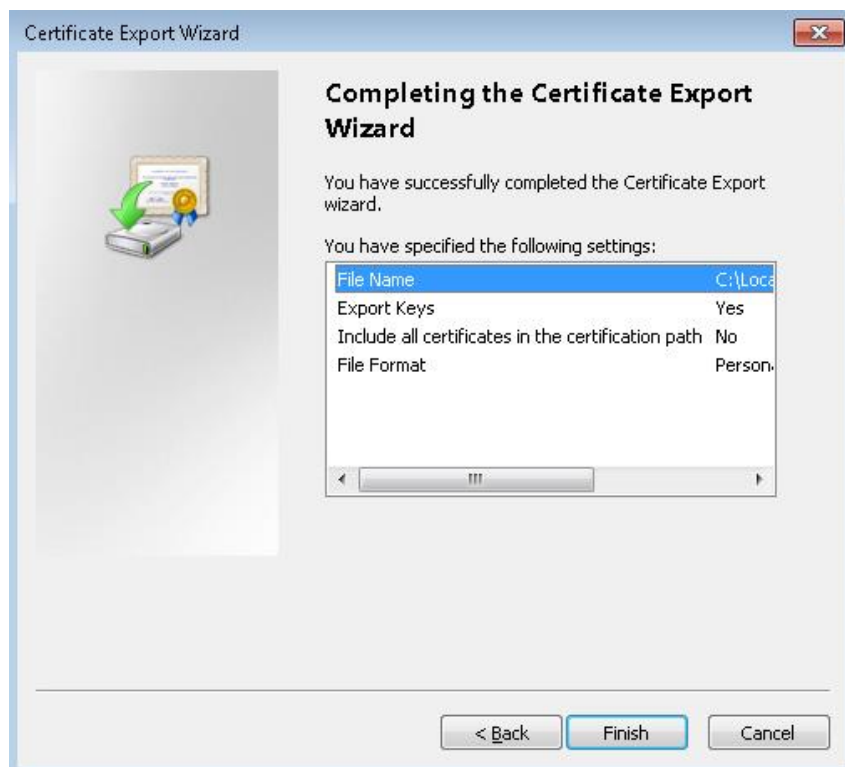 Certificate Export Wizard
Completing the Certificate Export
Wizard
You have successfully completed the Certificate Export
wizard.
You have specified the following settings:
File Name C:\Loca
Export Keys Yes
Include all certificates in the certification path No
File Format Person
< Back Finish Cancel